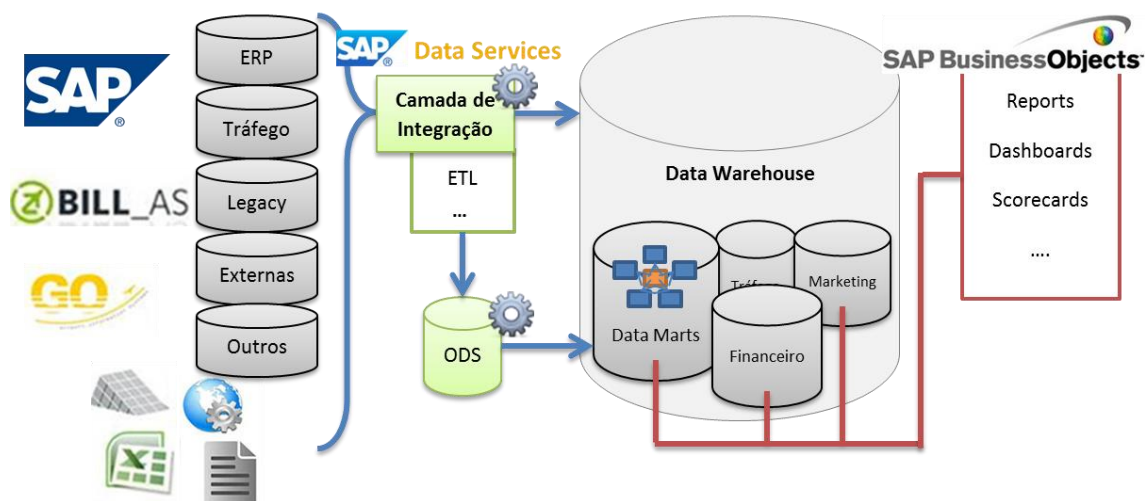 SAP
®
BILL_AS
GO
ERP
Tráfego
Legacy
Externas
Outros
SAP
®
Data Services
Camada de
Integração
ETL
...
ODS
Data Warehouse
Data Marts
Marketing
Financeiro
SAP BusinessObjects
Reports
Dashboards
Scorecards
....